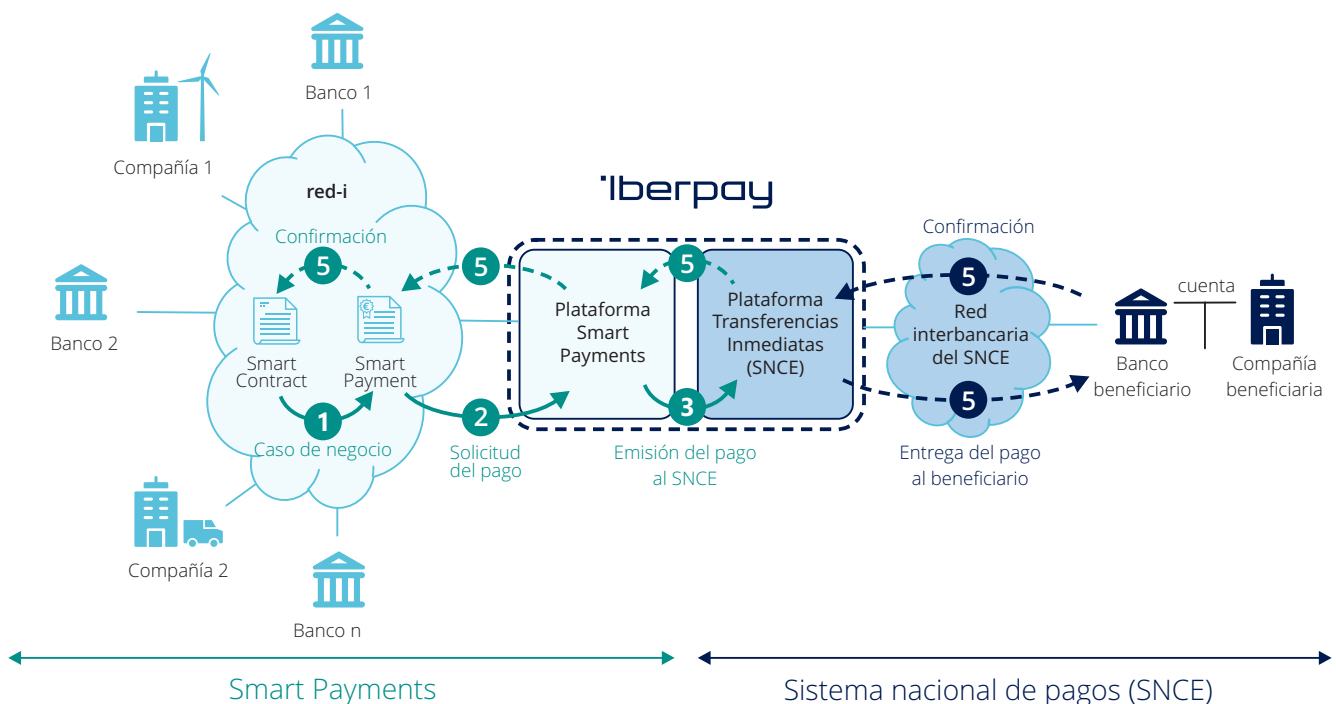 Banco 1
Compañía 1
red-i
Iberpay
Confirmación
Confirmación
5
5
5
5
cuenta
Banco 2
Smart
Contract
Smart
Payment
Plataforma
Smart
Payments
Plataforma
Transferencias
Inmediatas
(SNCE)
Red
interbancaria
del SNCE
Banco
beneficiario
Compañía
beneficiaria
1
2
3
5
Caso de negocio
Solicitud
del pago
Emisión del pago
al SNCE
Entrega del pago
al beneficiario
Compañía 2
Banco n
Smart Payments
Sistema nacional de pagos (SNCE)